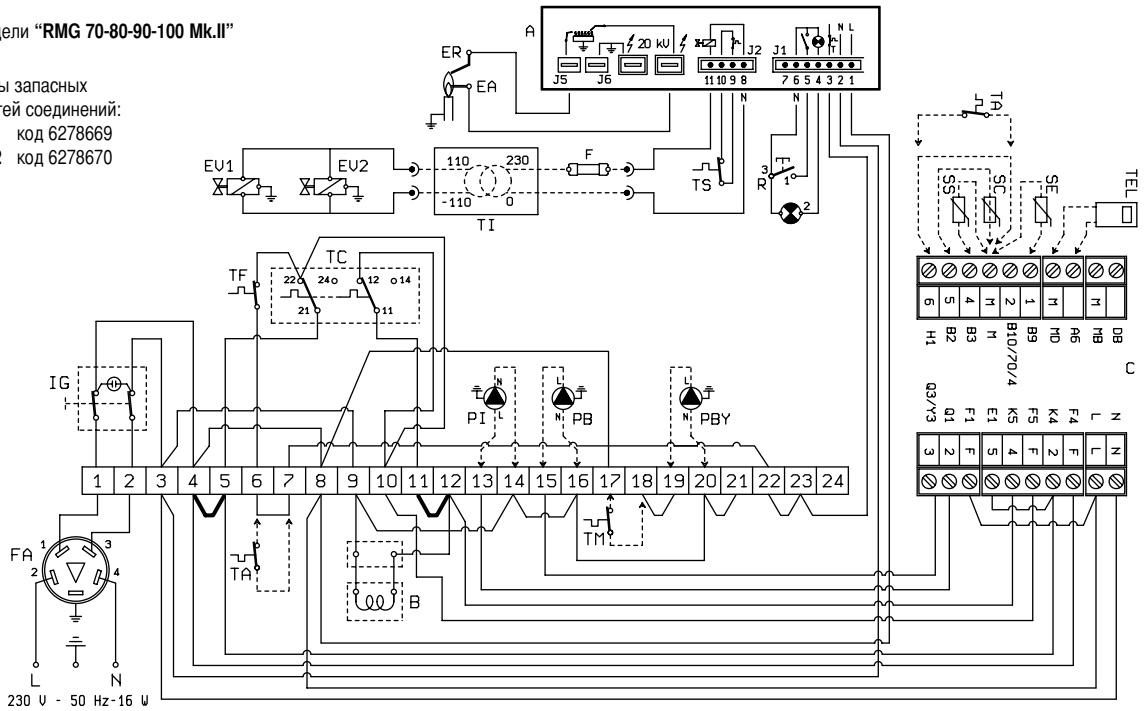 дели “RMG 70-80-90-100 Mk.II”
ы запасных
тей соединений:
код 6278669
2 код 6278670
A
20 kV
N L
J5 J6 J2 J1
11 10 9 8 7 6 5 4 3 2 1
N N
ER
EA
EV1 EV2
110 230
-110 0
TI
F
TS
3 1
R
2
TA
SS SC SE TEL
6 5 4 M 2 1 M M
H1 B2 B3 M B10/70/4 B9 MD A6 MB DB
C
Q3/Y3 Q1 F1 E1 K5 F5 K4 F4 L N
3 2 F 5 4 F 2 F L N
TF
TC
22 24 12 14
21 11
IG
N L
PI
L N
PB
L N
PBY
1 2 3 4 5 6 7 8 9 10 11 12 13 14 15 16 17 18 19 20 21 22 23 24
FA
1 3
2 4
TA
B
TM
L N
230 V - 50 Hz-16 W